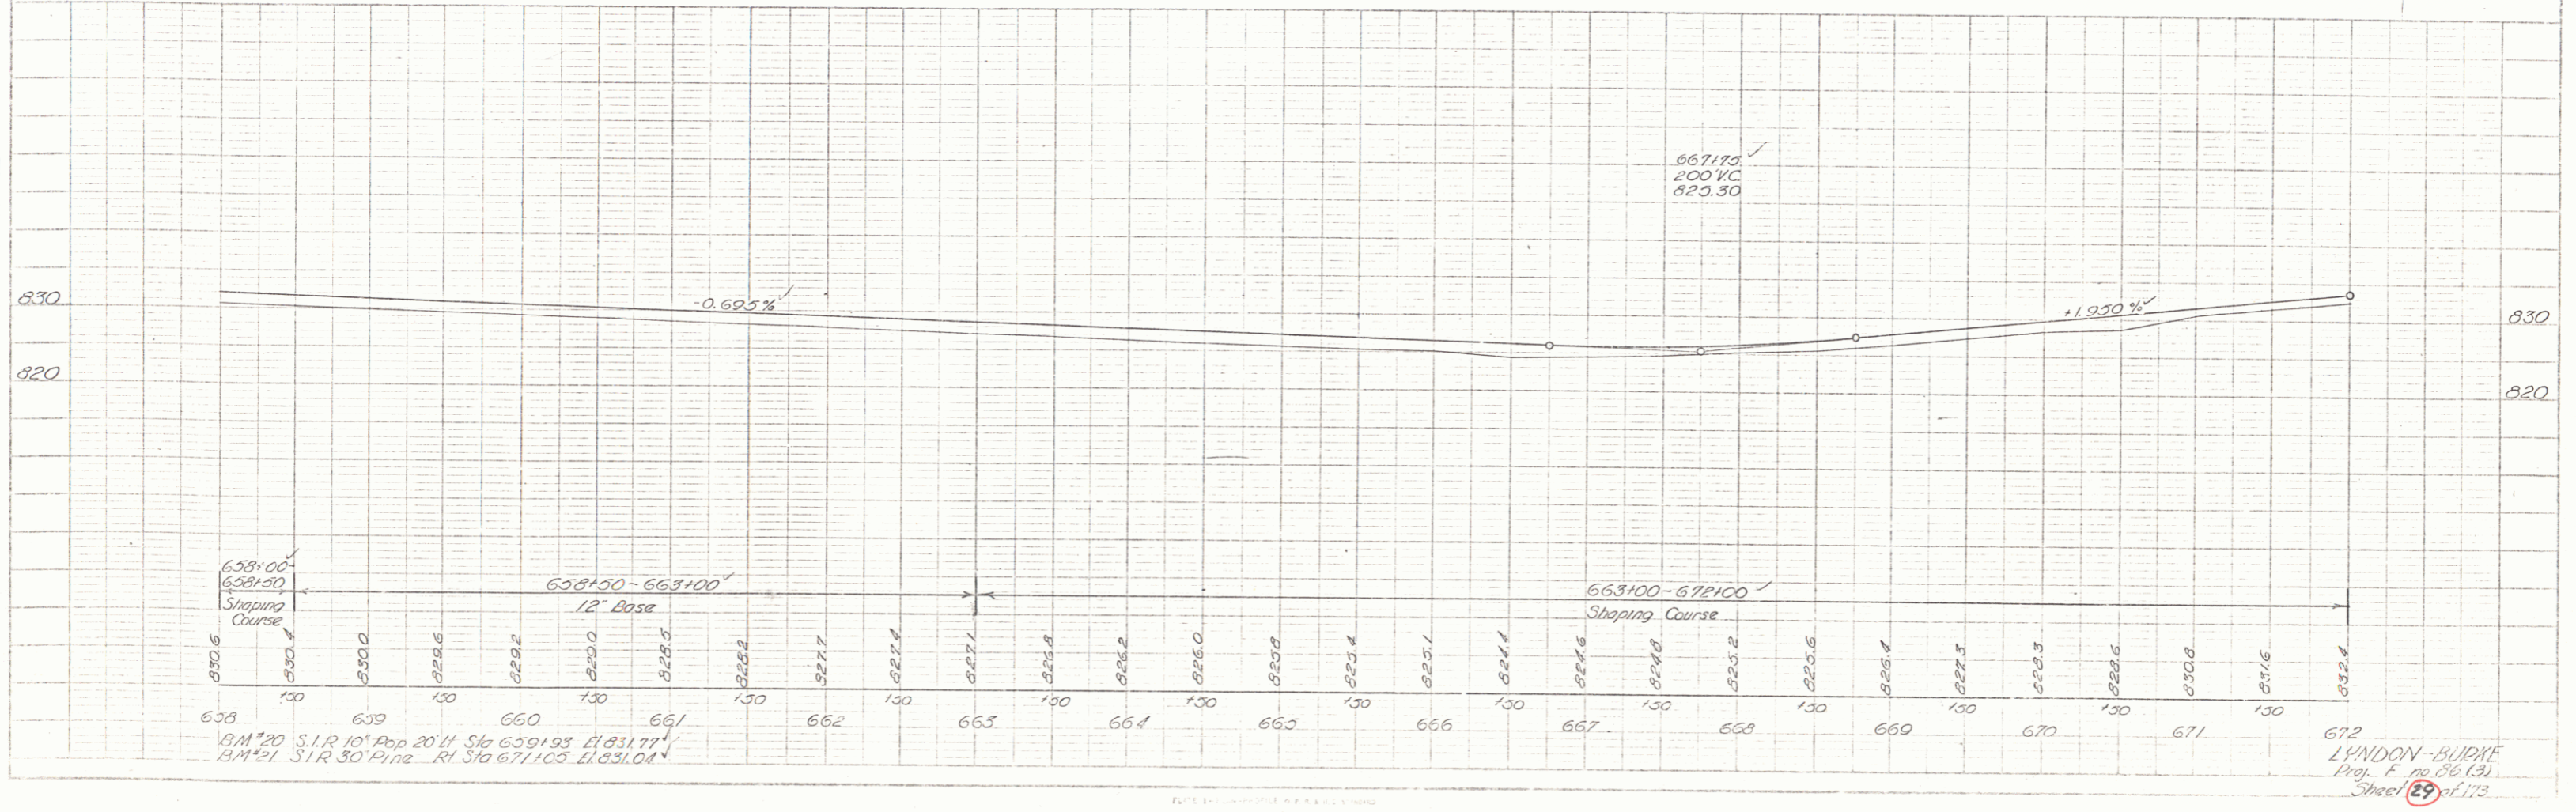 667+75 ✓
200' V.C.
825.30
830
-0.695% ✓
+1.950% ✓
830
820
820
658+00- ✓
658+50
Shaping
Course
658+50-663+00 ✓
12" Base
663+00-672+00 ✓
Shaping Course
830.6 830.4 830.0 829.6 829.2 829.0 828.5 828.2 827.7 827.4 827.1 826.8 826.2 826.0 825.8 825.4 825.1 824.4 824.6 824.8 825.2 825.6 826.4 827.3 828.3 828.6 830.8 831.6 832.4
+50 +50 +50 +50 +50 +50 +50 +50 +50 +50 +50 +50 +50 +50
658 659 660 661 662 663 664 665 666 667 668 669 670 671 672
BM#20 S.I.R 10" Pop 20' Lt Sta 659+93 El 831.77 ✓
BM#21 S.I.R 30" Pine Rt Sta 671+05 El. 831.04 ✓
LYNDON-BURKE
Proj. F no 86 (3)
Sheet 29 of 173